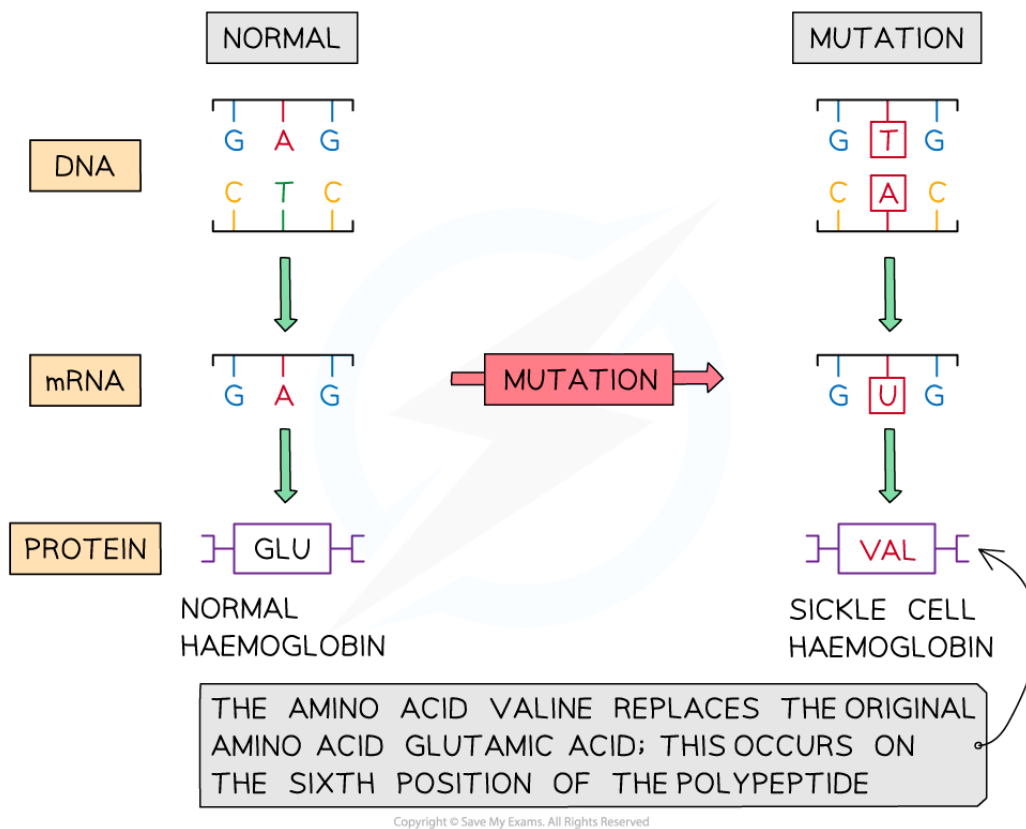 NORMAL MUTATION
DNA
G A G G T G
C T C C A C
mRNA
G A G MUTATION G U G
PROTEIN GLU VAL
NORMAL
HAEMOGLOBIN
SICKLE CELL
HAEMOGLOBIN
THE AMINO ACID VALINE REPLACES THE ORIGINAL
AMINO ACID GLUTAMIC ACID; THIS OCCURS ON
THE SIXTH POSITION OF THE POLYPEPTIDE
Copyright © Save My Exams. All Rights Reserved